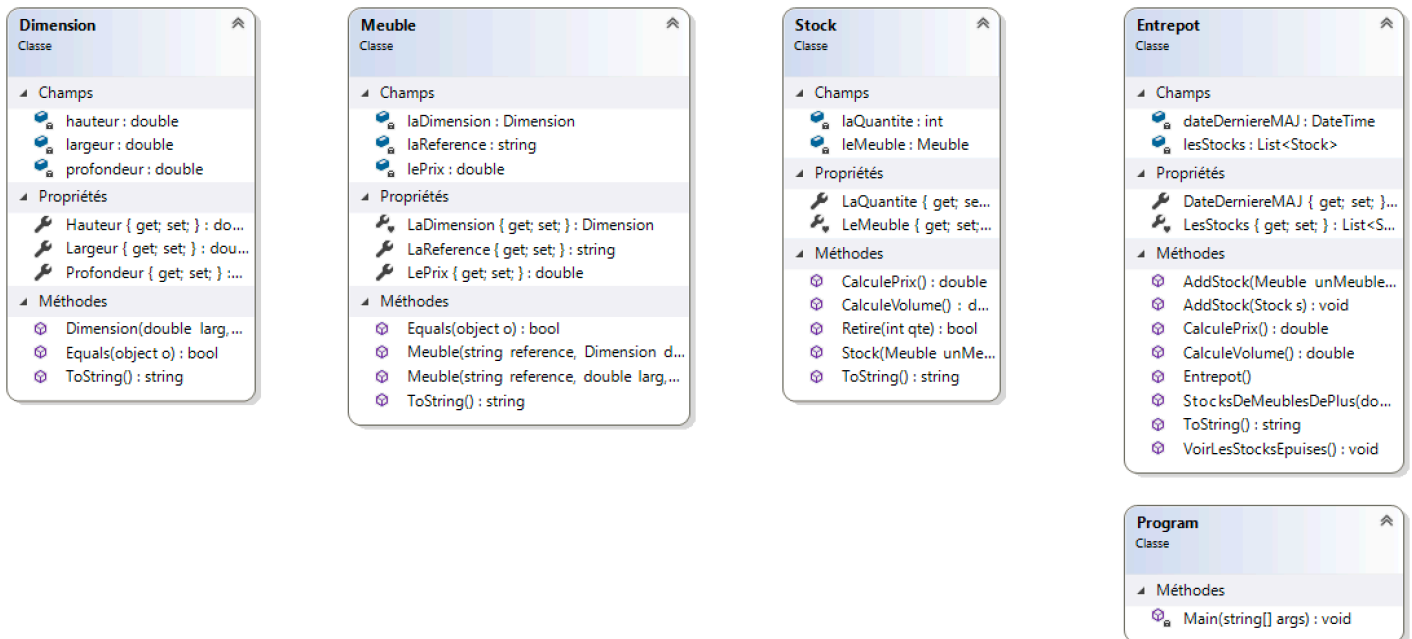 Dimension
Classe
Champs
hauteur : double
largeur : double
profondeur : double
Propriétés
Hauteur { get; set; } : do...
Largeur { get; set; } : dou...
Profondeur { get; set; } :...
Méthodes
Dimension(double larg,...
Equals(object o) : bool
ToString() : string
Meuble
Classe
Champs
laDimension : Dimension
laReference : string
lePrix : double
Propriétés
LaDimension { get; set; } : Dimension
LaReference { get; set; } : string
LePrix { get; set; } : double
Méthodes
Equals(object o) : bool
Meuble(string reference, Dimension d...
Meuble(string reference, double larg,...
ToString() : string
Stock
Classe
Champs
laQuantite : int
leMeuble : Meuble
Propriétés
LaQuantite { get; se...
LeMeuble { get; set;...
Méthodes
CalculePrix() : double
CalculeVolume() : d...
Retire(int qte) : bool
Stock(Meuble unMe...
ToString() : string
Entrepot
Classe
Champs
dateDerniereMAJ : DateTime
lesStocks : List<Stock>
Propriétés
DateDerniereMAJ { get; set; }...
LesStocks { get; set; } : List<S...
Méthodes
AddStock(Meuble unMeuble...
AddStock(Stock s) : void
CalculePrix() : double
CalculeVolume() : double
Entrepot()
StocksDeMeublesDePlus(do...
ToString() : string
VoirLesStocksEpuises() : void
Program
Classe
Méthodes
Main(string[] args) : void